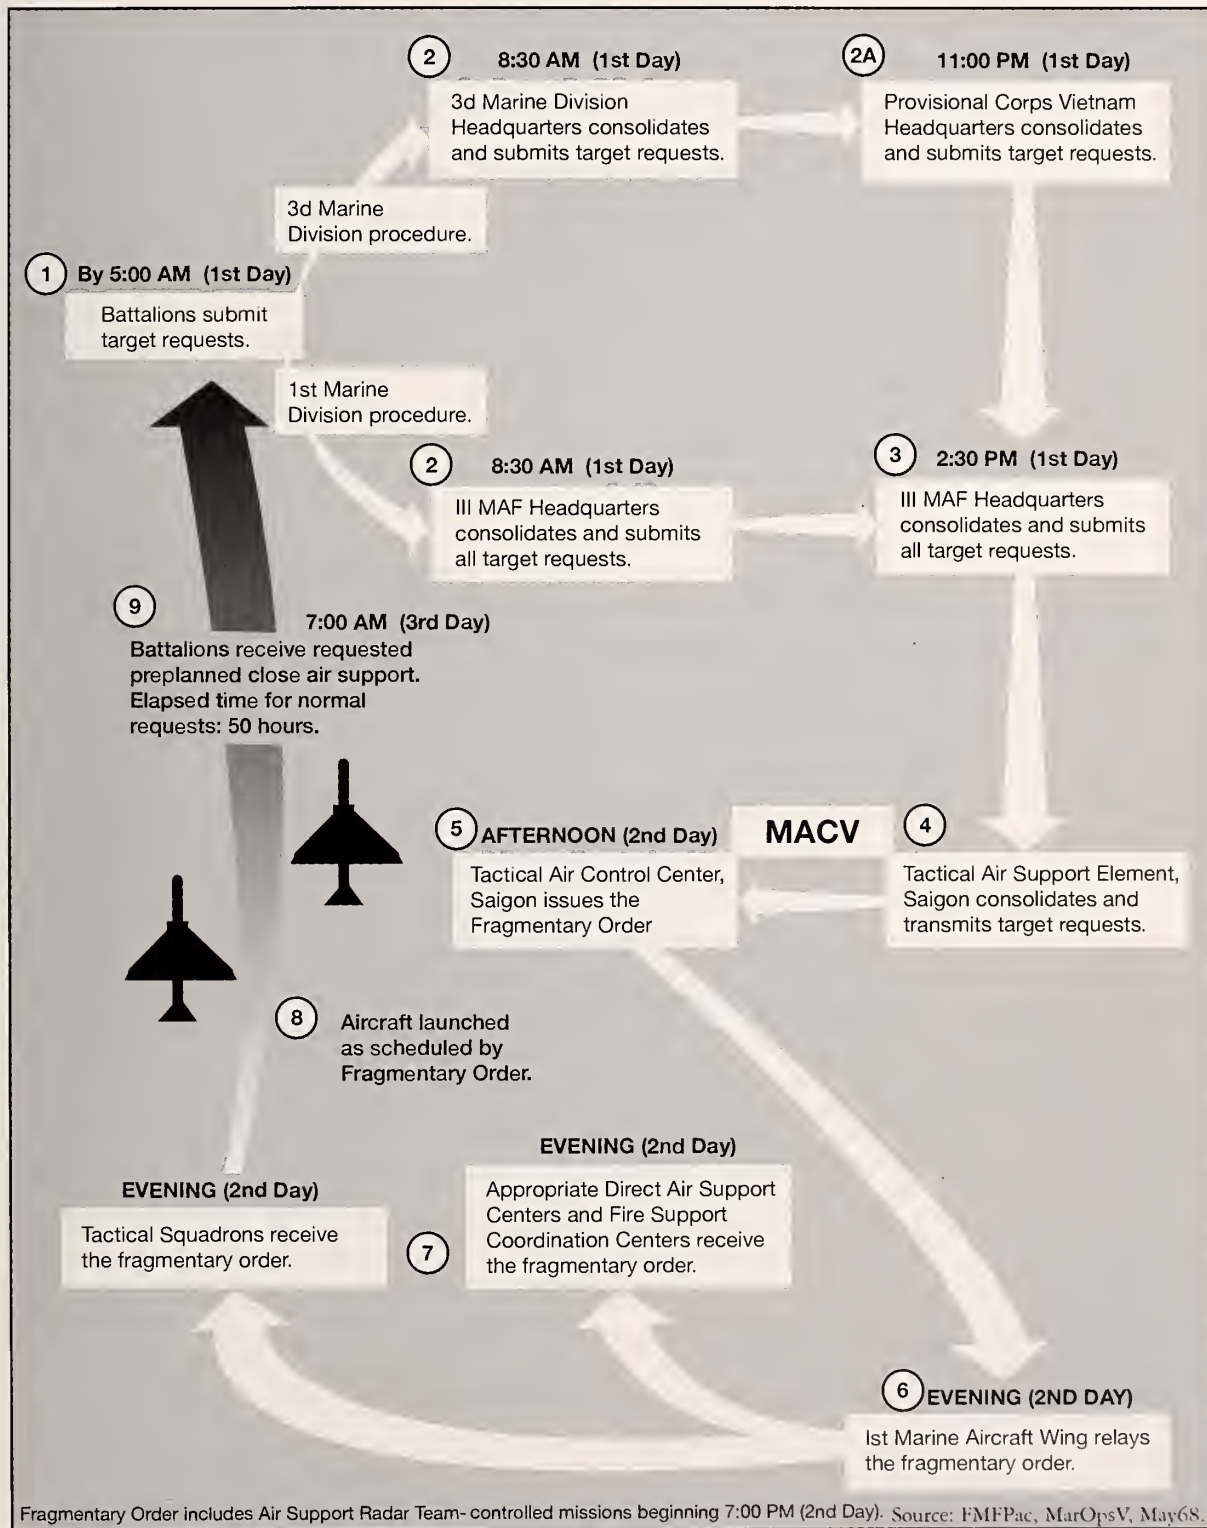 2
8:30 AM (1st Day)
3d Marine Division
Headquarters consolidates
and submits target requests.
2A
11:00 PM (1st Day)
Provisional Corps Vietnam
Headquarters consolidates
and submits target requests.
3d Marine
Division procedure.
1
By 5:00 AM (1st Day)
Battalions submit
target requests.
1st Marine
Division procedure.
2
8:30 AM (1st Day)
III MAF Headquarters
consolidates and submits
all target requests.
3
2:30 PM (1st Day)
III MAF Headquarters
consolidates and submits
all target requests.
9
7:00 AM (3rd Day)
Battalions receive requested
preplanned close air support.
Elapsed time for normal
requests: 50 hours.
5
AFTERNOON (2nd Day)
Tactical Air Control Center,
Saigon issues the
Fragmentary Order
MACV
4
Tactical Air Support Element,
Saigon consolidates and
transmits target requests.
8
Aircraft launched
as scheduled by
Fragmentary Order.
EVENING (2nd Day)
Tactical Squadrons receive
the fragmentary order.
7
EVENING (2nd Day)
Appropriate Direct Air Support
Centers and Fire Support
Coordination Centers receive
the fragmentary order.
6
EVENING (2ND DAY)
Ist Marine Aircraft Wing relays
the fragmentary order.
Fragmentary Order includes Air Support Radar Team- controlled missions beginning 7:00 PM (2nd Day). Source: FMFPac, MarOpsV, May68.